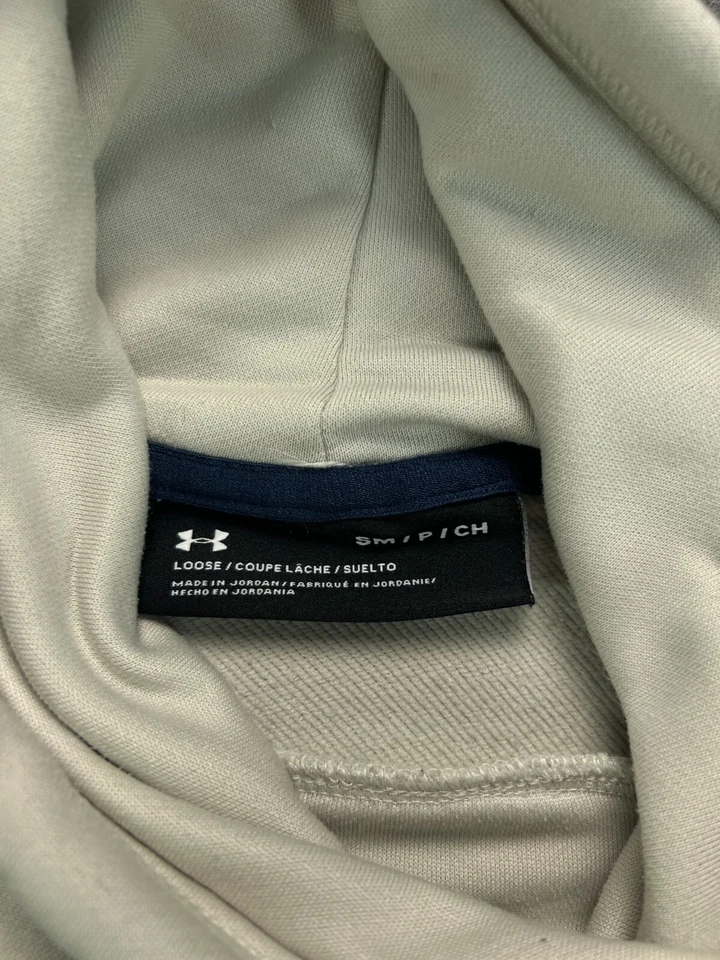 SM / P / CH
LOOSE / COUPE LÂCHE / SUELTO
MADE IN JORDAN / FABRIQUÉ EN JORDANIE/
HECHO EN JORDANIA